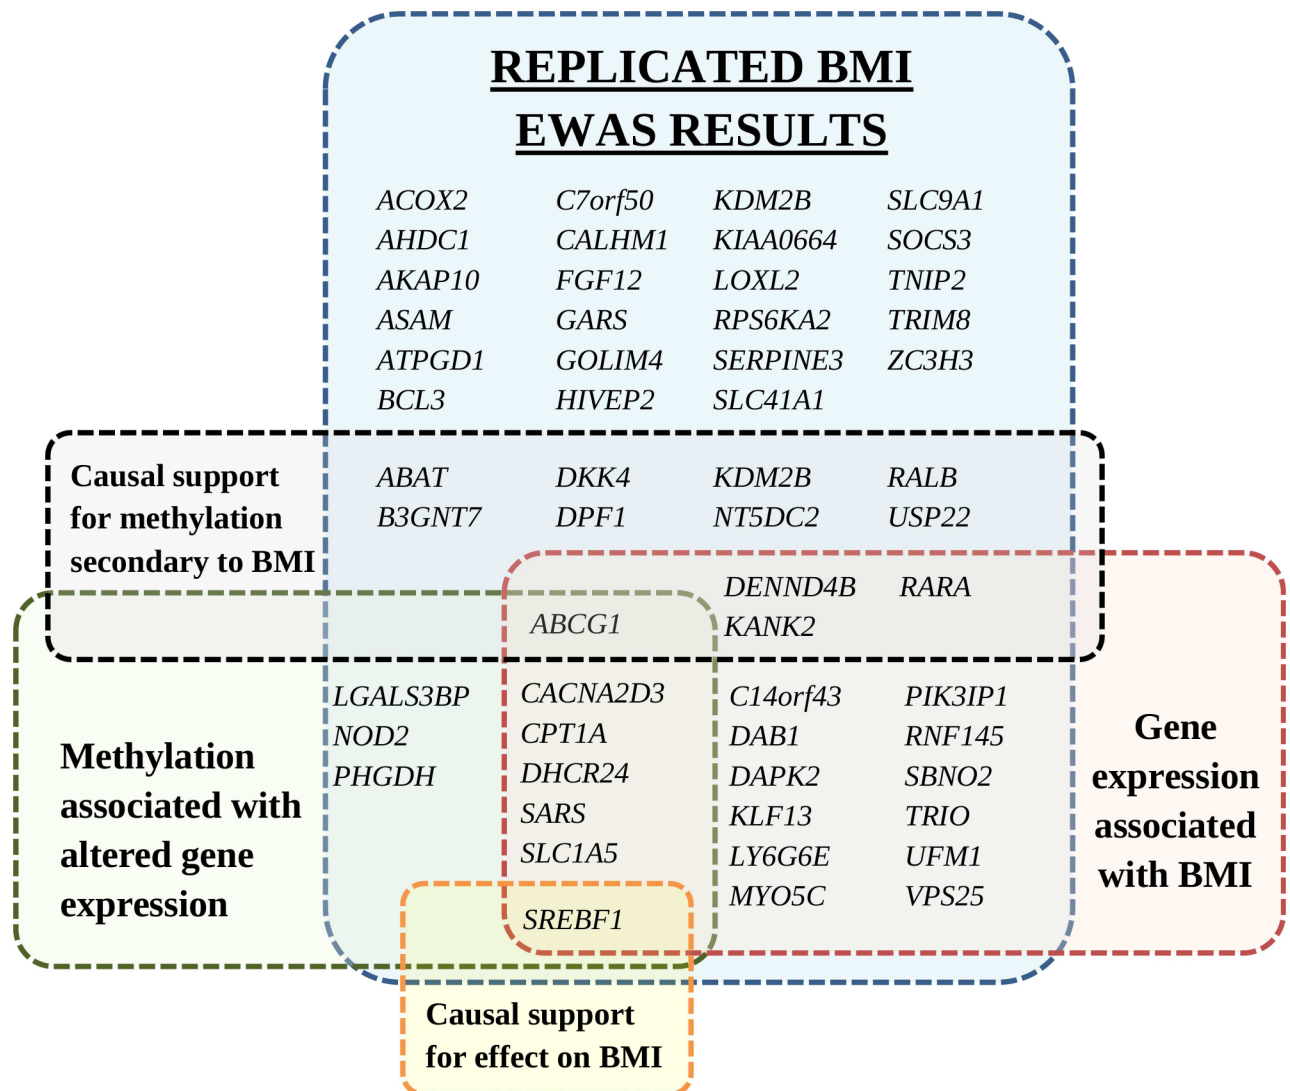 REPLICATED BMI
EWAS RESULTS
ACOX2 C7orf50 KDM2B SLC9A1
AHDC1 CALHM1 KIAA0664 SOCS3
AKAP10 FGF12 LOXL2 TNIP2
ASAM GARS RPS6KA2 TRIM8
ATPGD1 GOLIM4 SERPINE3 ZC3H3
BCL3 HIVEP2 SLC41A1
Causal support
for methylation
secondary to BMI
ABAT DKK4 KDM2B RALB
B3GNT7 DPF1 NT5DC2 USP22
DENND4B RARA
ABCG1 KANK2
LGALS3BP CACNA2D3 C14orf43 PIK3IP1
NOD2 CPT1A DAB1 RNF145
PHGDH DHCR24 DAPK2 SBNO2
SARS KLF13 TRIO
SLC1A5 LY6G6E UFM1
SREBF1 MYO5C VPS25
Methylation
associated with
altered gene
expression
Gene
expression
associated
with BMI
Causal support
for effect on BMI